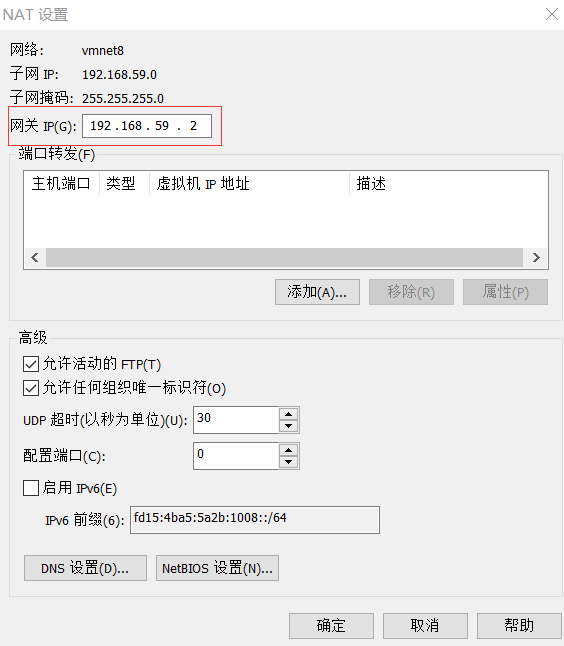 NAT 设置
网络: vmnet8
子网 IP: 192.168.59.0
子网掩码: 255.255.255.0
网关 IP(G): 192 . 168 . 59 . 2
端口转发(F)
主机端口 类型 虚拟机 IP 地址 描述
添加(A)... 移除(R) 属性(P)
高级
允许活动的 FTP(T)
允许任何组织唯一标识符(O)
UDP 超时(以秒为单位)(U): 30
配置端口(C): 0
启用 IPv6(E)
IPv6 前缀(6): fd15:4ba5:5a2b:1008::/64
DNS 设置(D)... NetBIOS 设置(N)...
确定 取消 帮助